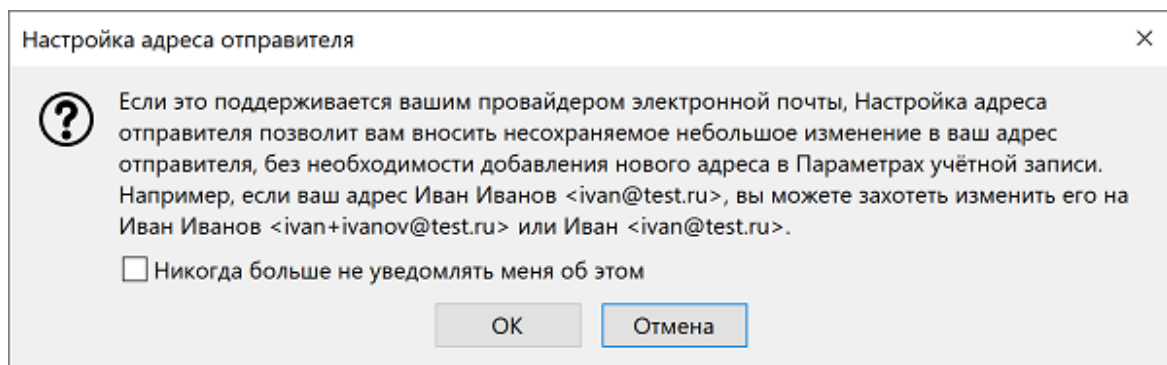 Настройка адреса отправителя
Если это поддерживается вашим провайдером электронной почты, Настройка адреса
отправителя позволит вам вносить несохраняемое небольшое изменение в ваш адрес
отправителя, без необходимости добавления нового адреса в Параметрах учётной записи.
Например, если ваш адрес Иван Иванов <ivan@test.ru>, вы можете захотеть изменить его на
Иван Иванов <ivan+ivanov@test.ru> или Иван <ivan@test.ru>.
Никогда больше не уведомлять меня об этом
ОК
Отмена